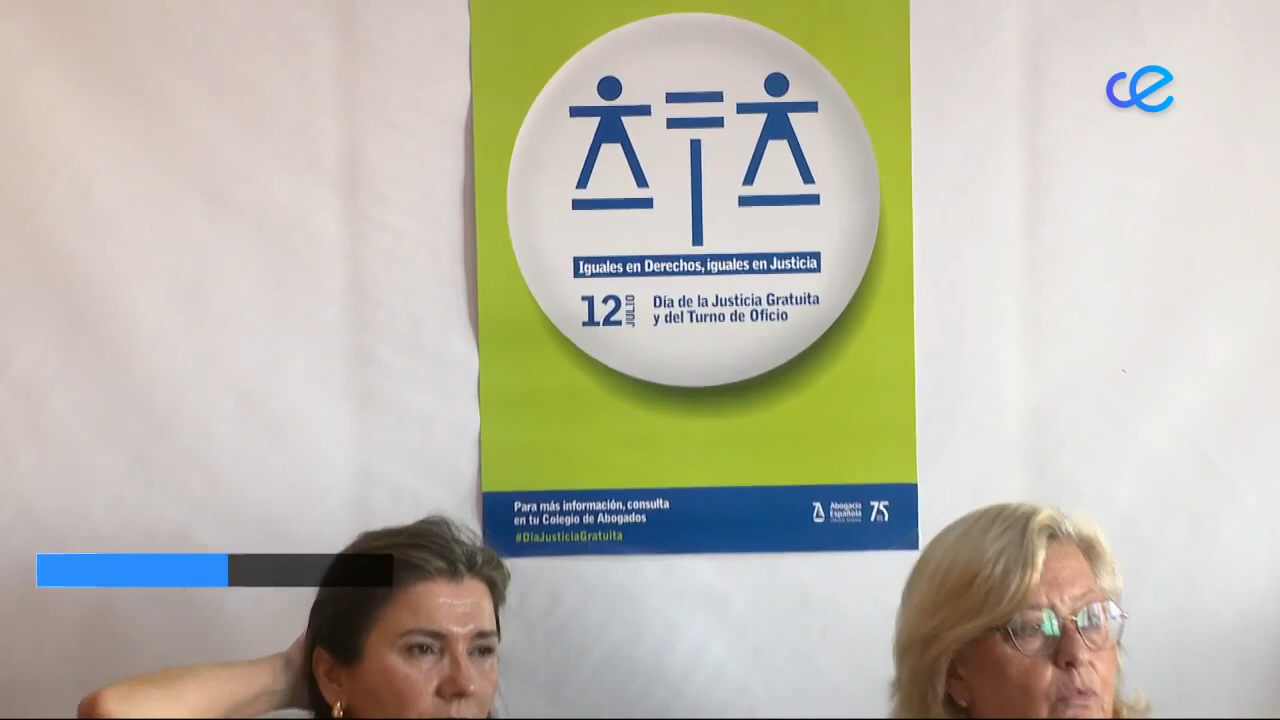 ce
Iguales en Derechos, iguales en Justicia
12 JULIO
Día de la Justicia Gratuita
y del Turno de Oficio
Para más información, consulta
en tu Colegio de Abogados
#DíaJusticiaGratuita
Abogacía
Española
75